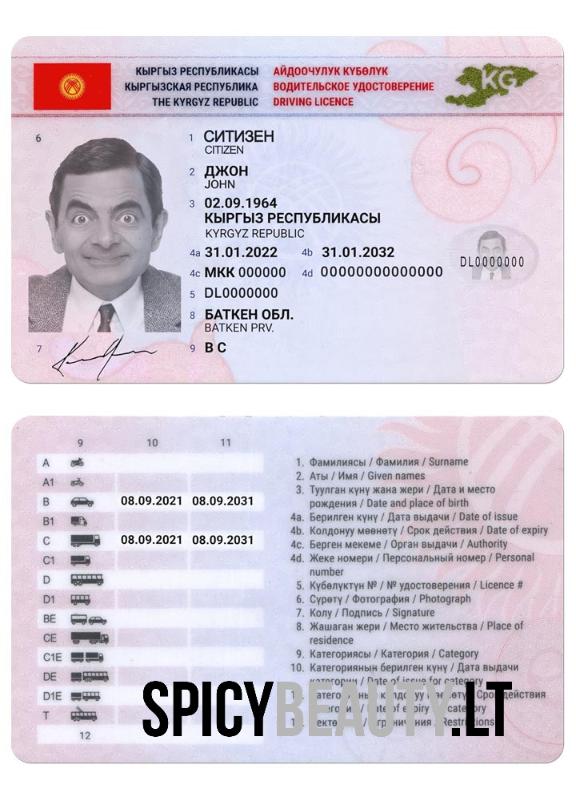 КЫРГЫЗ РЕСПУБЛИКАСЫ АЙДООЧУЛУК КҮБӨЛҮК
КЫРГЫЗСКАЯ РЕСПУБЛИКА ВОДИТЕЛЬСКОЕ УДОСТОВЕРЕНИЕ
THE KYRGYZ REPUBLIC DRIVING LICENCE
KG
6
1 СИТИЗЕН
CITIZEN
2 ДЖОН
JOHN
3 02.09.1964
КЫРГЫЗ РЕСПУБЛИКАСЫ
KYRGYZ REPUBLIC
4a 31.01.2022 4b 31.01.2032
4c МКК 000000 4d 00000000000000
DL0000000
5 DL0000000
8 БАТКЕН ОБЛ.
BATKEN PRV.
7
9 B C
9 10 11
A
A1
B 08.09.2021 08.09.2031
B1
C 08.09.2021 08.09.2031
C1
D
D1
BE
CE
C1E
DE
D1E
T
12
1. Фамилиясы / Фамилия / Surname
2. Аты / Имя / Given names
3. Туулган күнү жана жери / Дата и место
рождения / Date and place of birth
4a. Берилген күнү / Дата выдачи / Date of issue
4b. Колдонуу мөөнөтү / Срок действия / Date of expiry
4c. Берген мекеме / Орган выдачи / Authority
4d. Жеке номери / Персональный номер / Personal
number
5. Күбөлүктүн № / № удостоверения / Licence #
6. Сүрөтү / Фотография / Photograph
7. Колу / Подпись / Signature
8. Жашаган жери / Место жительства / Place of
residence
9. Категориясы / Категория / Category
10. Категориянын берилген күнү / Дата выдачи
категории / Date of issue for category
Срок действия
/ Date of expiry
Restrictions
SPICYBEAUTY.LT